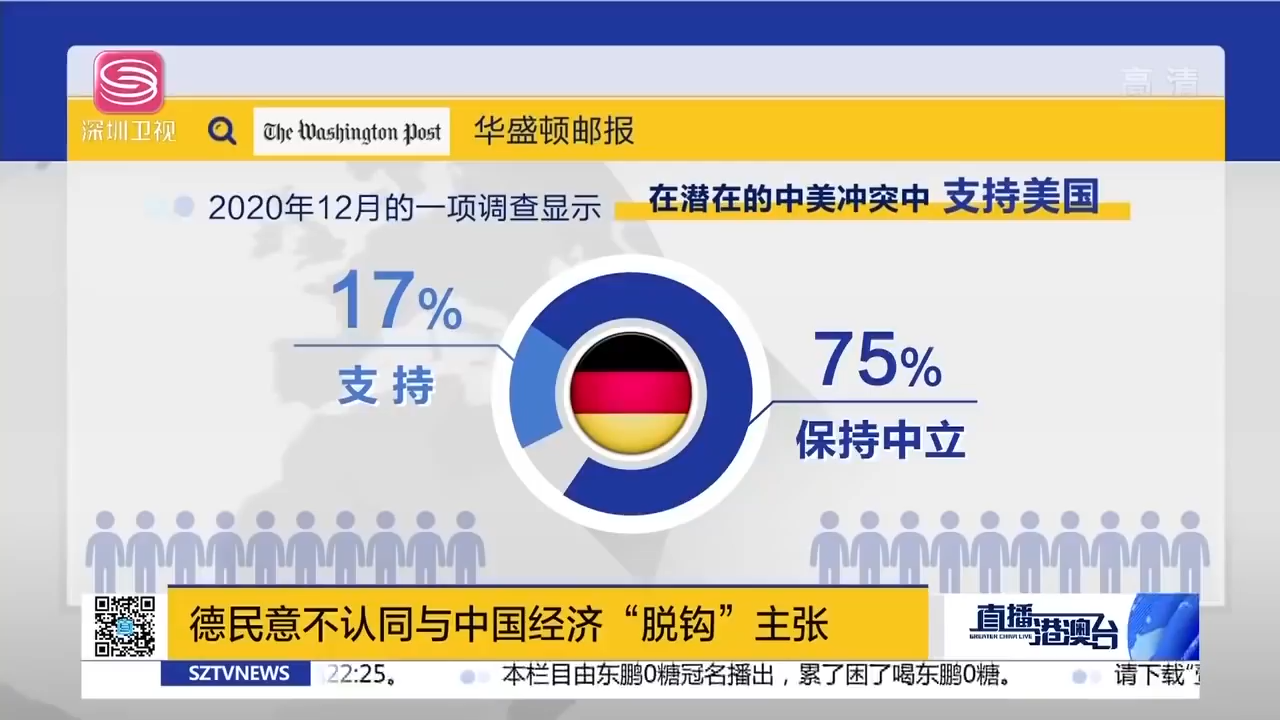 高清
深圳卫视
The Washington Post 华盛顿邮报
2020年12月的一项调查显示 在潜在的中美冲突中 支持美国
17%
支持
75%
保持中立
德民意不认同与中国经济“脱钩”主张
直播港澳台
GREATER CHINA LIVE
SZTVNEWS 22:25。 本栏目由东鹏0糖冠名播出，累了困了喝东鹏0糖。 请下载“